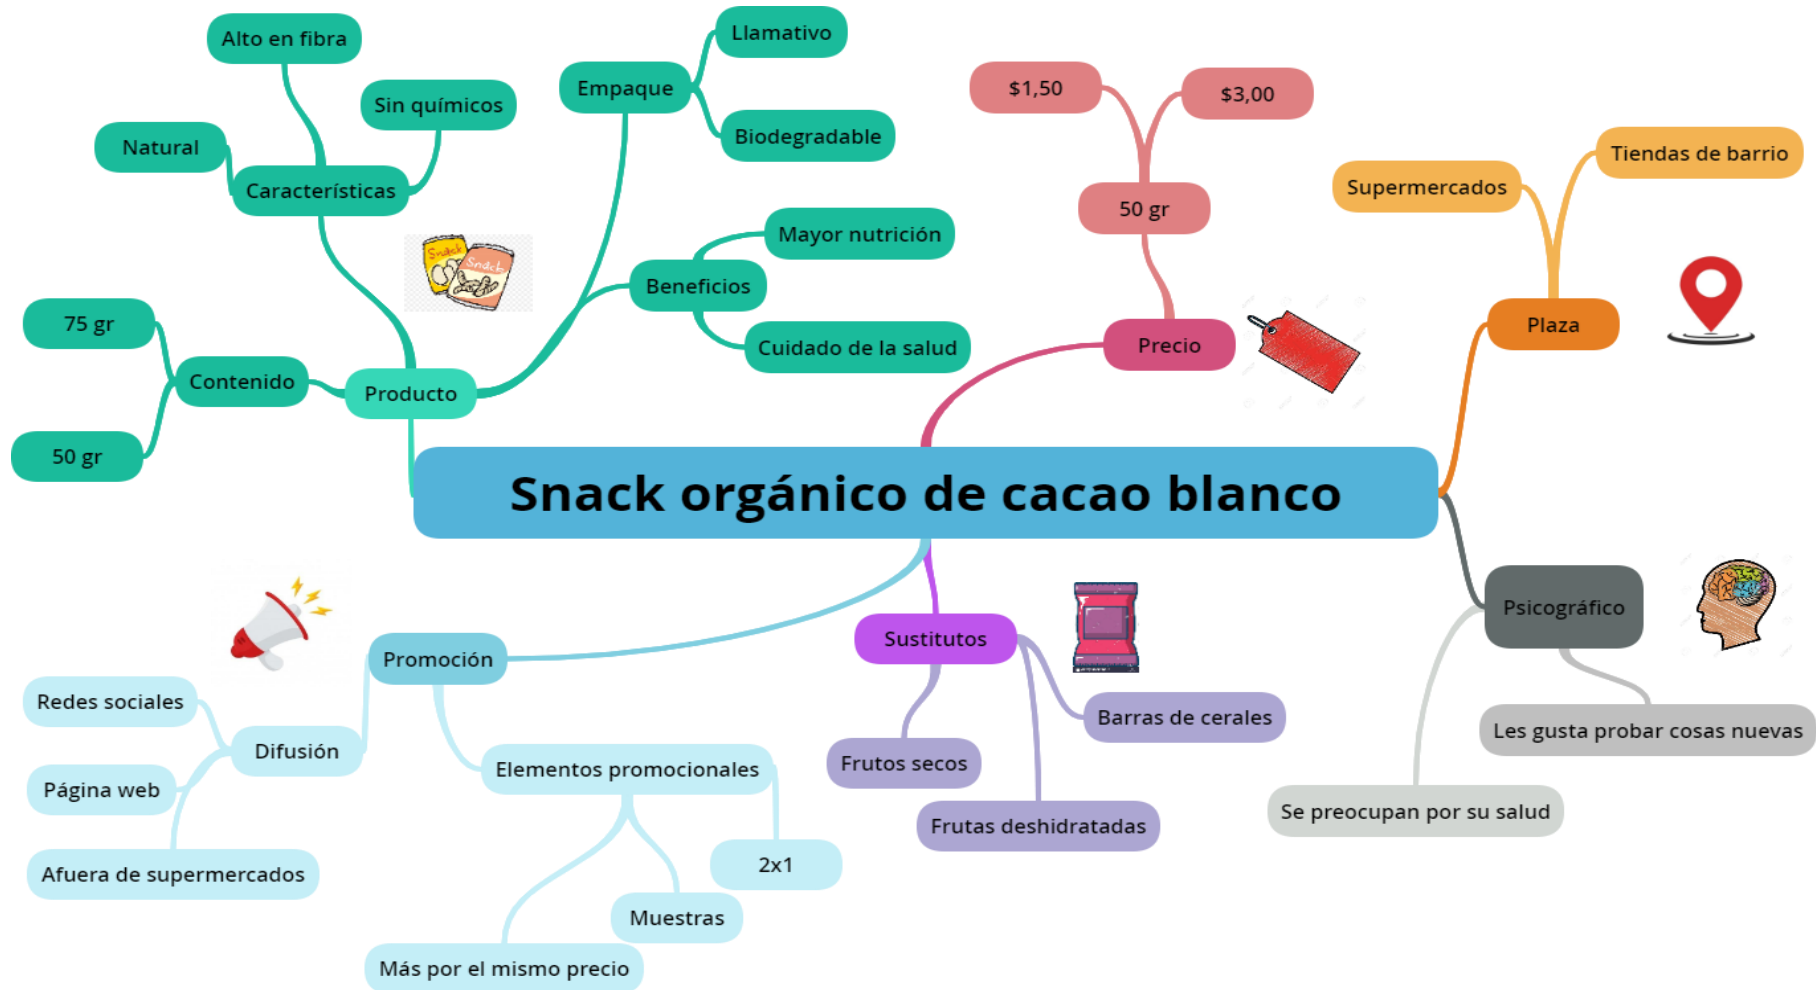 Snack orgánico de cacao blanco
Producto
Características
Alto en fibra
Natural
Sin químicos
Empaque
Llamativo
Biodegradable
Beneficios
Mayor nutrición
Cuidado de la salud
Contenido
75 gr
50 gr
Snack
Snack
Precio
50 gr
$1,50
$3,00
Plaza
Supermercados
Tiendas de barrio
Psicográfico
Les gusta probar cosas nuevas
Se preocupan por su salud
Sustitutos
Barras de cerales
Frutos secos
Frutas deshidratadas
Promoción
Difusión
Redes sociales
Página web
Afuera de supermercados
Elementos promocionales
2x1
Muestras
Más por el mismo precio